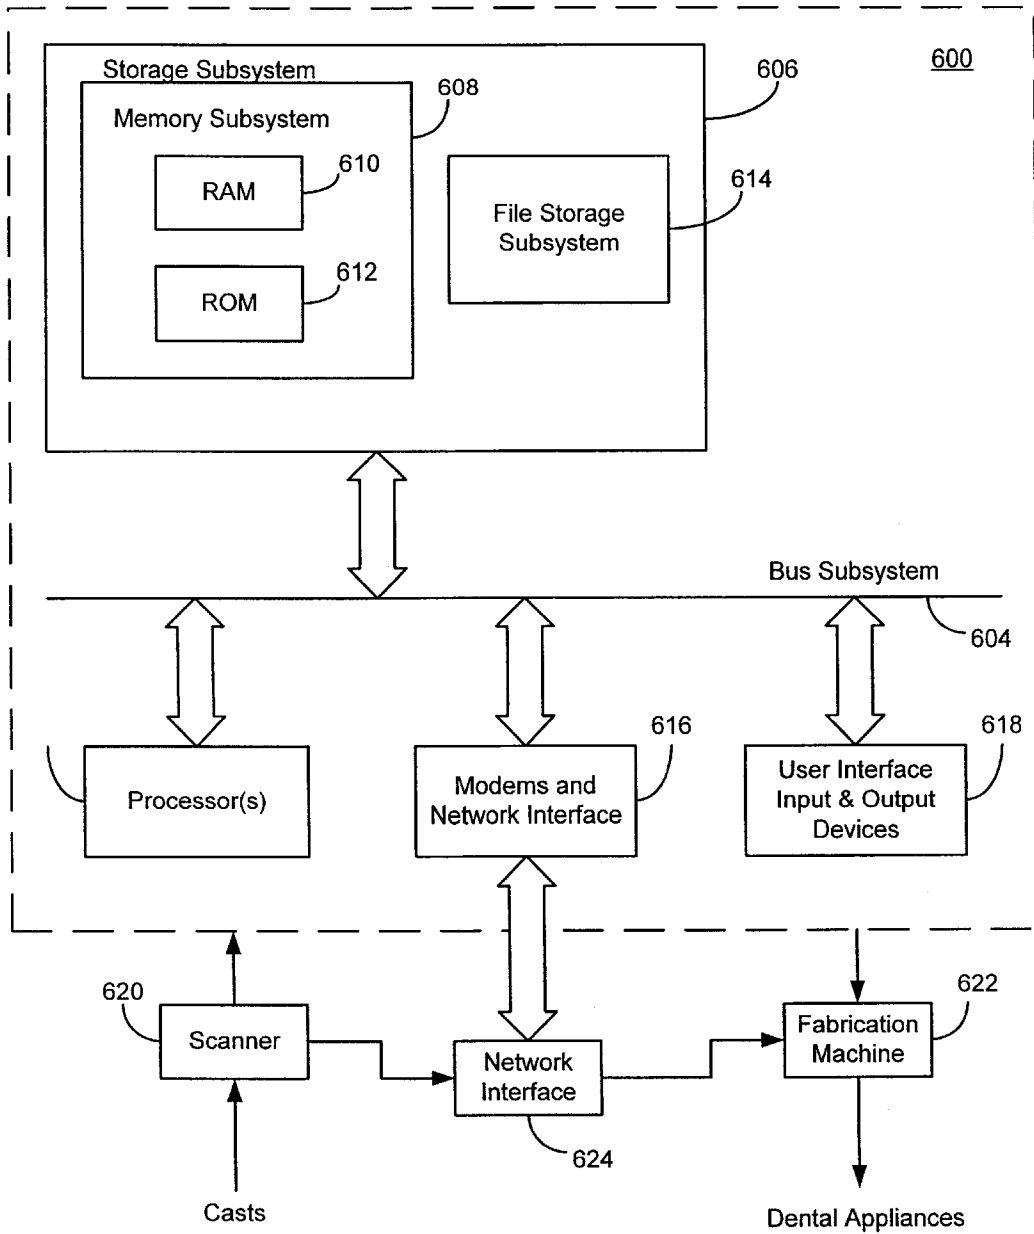 600
Storage Subsystem
606
608
Memory Subsystem
RAM
610
614
File Storage
Subsystem
ROM
612
Bus Subsystem
604
Processor(s)
616
Modems and
Network Interface
618
User Interface
Input & Output
Devices
620
Scanner
Network
Interface
624
622
Fabrication
Machine
Casts
Dental Appliances